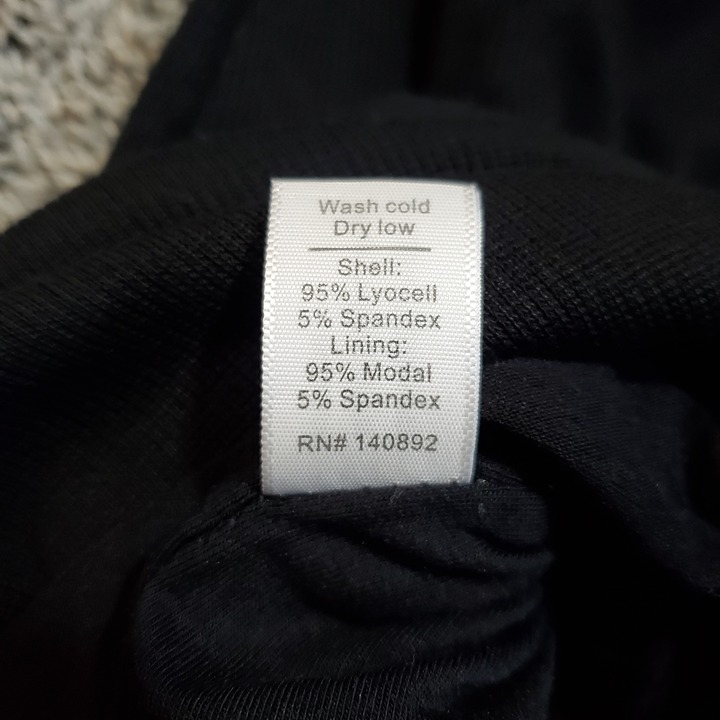 Wash cold
Dry low
Shell:
95% Lyocell
5% Spandex
Lining:
95% Modal
5% Spandex
RN# 140892